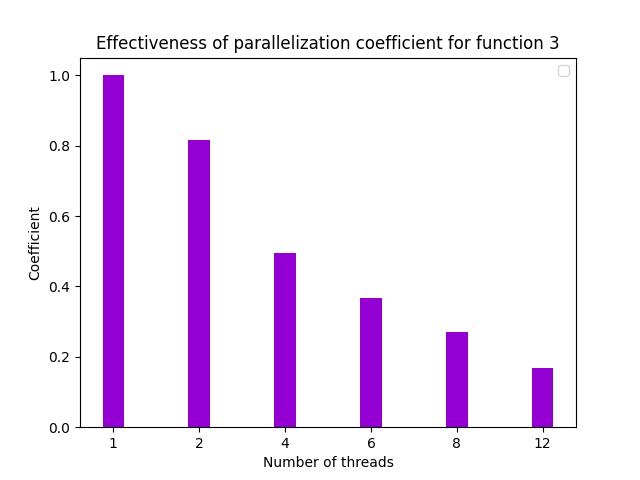 Effectiveness of parallelization coefficient for function 3
1.0
0.8
0.6
0.4
0.2
0.0
Coefficient
1 2 4 6 8 12
Number of threads